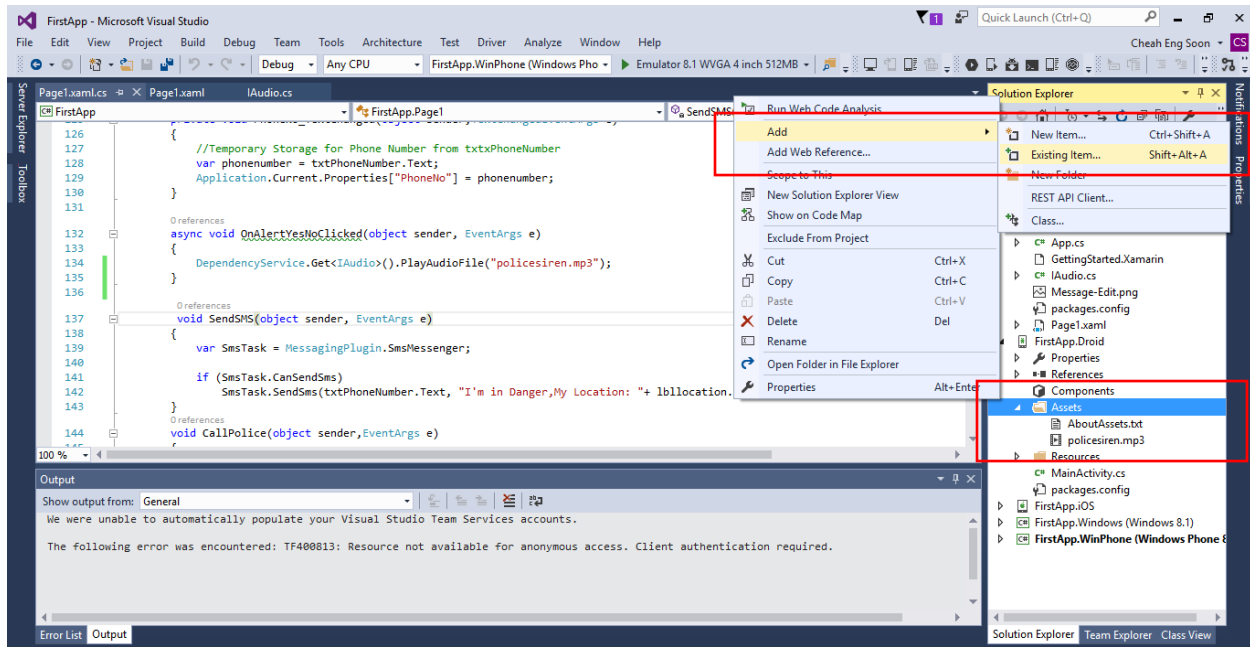 FirstApp - Microsoft Visual Studio
1
Quick Launch (Ctrl+Q)
File Edit View Project Build Debug Team Tools Architecture Test Driver Analyze Window Help
Cheah Eng Soon CS
Debug Any CPU FirstApp.WinPhone (Windows Pho Emulator 8.1 WVGA 4 inch 512MB
Server Explorer
Toolbox
Page1.xaml.cs Page1.xaml IAudio.cs
FirstApp FirstApp.Page1 SendSMS
126 {
127 //Temporary Storage for Phone Number from txtxPhoneNumber
128 var phonenumber = txtPhoneNumber.Text;
129 Application.Current.Properties["PhoneNo"] = phonenumber;
130 }
131
0 references
132 async void OnAlertYesNoClicked(object sender, EventArgs e)
133 {
134 DependencyService.Get<IAudio>().PlayAudioFile("policesiren.mp3");
135 }
136
0 references
137 void SendSMS(object sender, EventArgs e)
138 {
139 var SmsTask = MessagingPlugin.SmsMessenger;
140
141 if (SmsTask.CanSendSms)
142 SmsTask.SendSms(txtPhoneNumber.Text, "I'm in Danger,My Location: "+ lbllocation.
143 }
0 references
144 void CallPolice(object sender,EventArgs e)
100 %
Run Web Code Analysis
Add
Add Web Reference...
Scope to This
New Solution Explorer View
Show on Code Map
Exclude From Project
Cut Ctrl+X
Copy Ctrl+C
Paste Ctrl+V
Delete Del
Rename
Open Folder in File Explorer
Properties Alt+Enter
New Item... Ctrl+Shift+A
Existing Item... Shift+Alt+A
New Folder
REST API Client...
Class...
Solution Explorer
App.cs
GettingStarted.Xamarin
IAudio.cs
Message-Edit.png
packages.config
Page1.xaml
FirstApp.Droid
Properties
References
Components
Assets
AboutAssets.txt
policesiren.mp3
Resources
MainActivity.cs
packages.config
FirstApp.iOS
FirstApp.Windows (Windows 8.1)
FirstApp.WinPhone (Windows Phone 8
Notifications
Properties
Output
Show output from: General
We were unable to automatically populate your Visual Studio Team Services accounts.
The following error was encountered: TF400813: Resource not available for anonymous access. Client authentication required.
Error List Output
Solution Explorer Team Explorer Class View